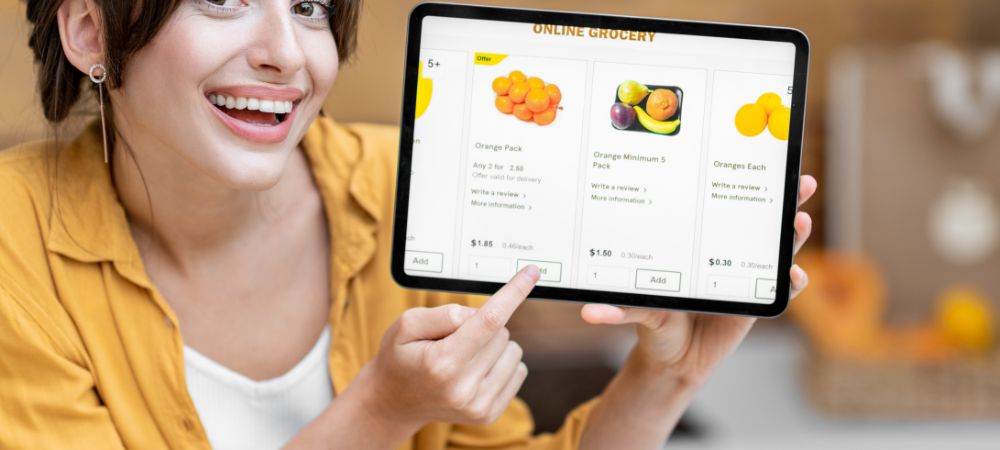 ONLINE GROCERY
5+
Add
Offer
Orange Pack
Any 2 for 2.50
Offer valid for delivery
Write a review >
More information >
$1.85 0.46/each
1
Orange Minimum 5
Pack
Write a review >
More information >
$1.50 0.30/each
1 Add
5
Oranges Each
Write a review >
More information >
$0.30 0.30/each
1 A